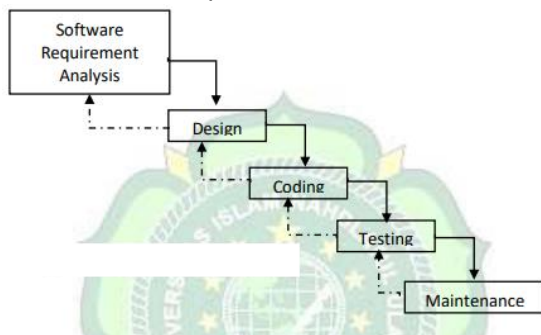 Software
Requirement
Analysis
Design
Coding
Testing
Maintenance